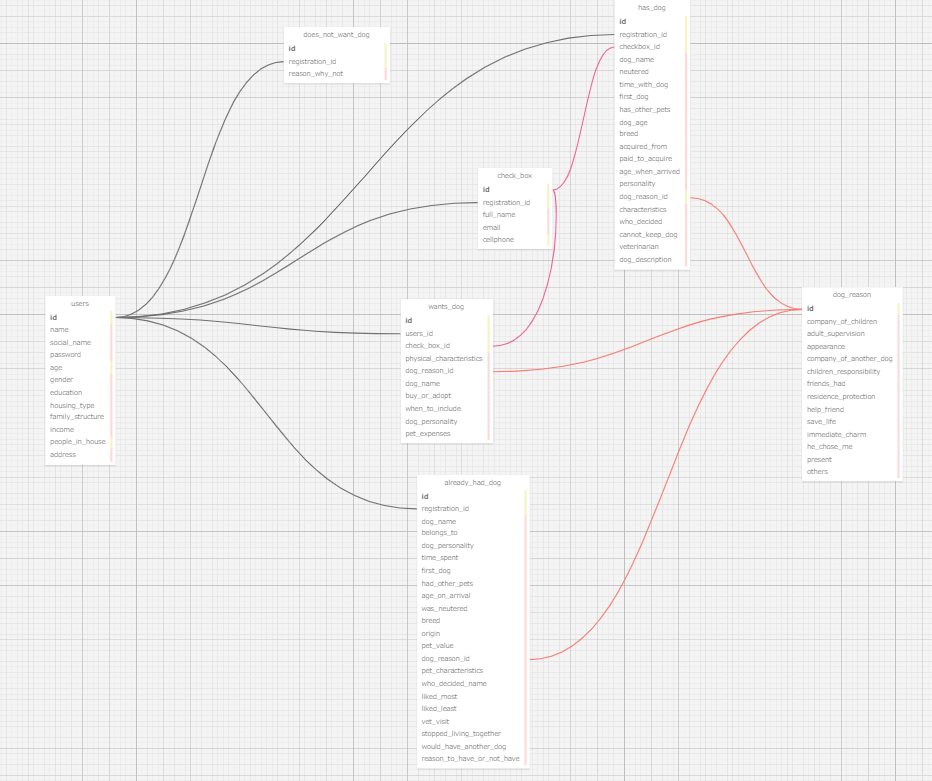 does_not_want_dog
id
registration_id
reason_why_not
has_dog
id
registration_id
checkbox_id
dog_name
neutered
time_with_dog
first_dog
has_other_pets
dog_age
breed
acquired_from
paid_to_acquire
age_when_arrived
personality
dog_reason_id
characteristics
who_decided
cannot_keep_dog
veterinarian
dog_description
check_box
id
registration_id
full_name
email
cellphone
users
id
name
social_name
password
age
gender
education
housing_type
family_structure
income
people_in_house
address
wants_dog
id
users_id
check_box_id
physical_characteristics
dog_reason_id
dog_name
buy_or_adopt
when_to_include
dog_personality
pet_expenses
dog_reason
id
company_of_children
adult_supervision
appearance
company_of_another_dog
children_responsibility
friends_had
residence_protection
help_friend
save_life
immediate_charm
he_chose_me
present
others
already_had_dog
id
registration_id
dog_name
belongs_to
dog_personality
time_spent
first_dog
had_other_pets
age_on_arrival
was_neutered
breed
origin
pet_value
dog_reason_id
pet_characteristics
who_decided_name
liked_most
liked_least
vet_visit
stopped_living_together
would_have_another_dog
reason_to_have_or_not_have